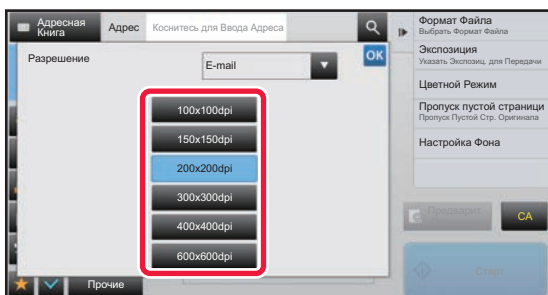 Адресная
Книга
Адрес
Коснитесь для Ввода Адреса
Разрешение
E-mail
OK
100x100dpi
150x150dpi
200x200dpi
300x300dpi
400x400dpi
600x600dpi
Прочие
Формат Файла
Выбрать Формат Файла
Экспозиция
Указать Экспозиц. для Передачи
Цветной Режим
Пропуск пустой страници
Пропуск Пустой Стр. Оригинала
Настройка Фона
Предварит.
CA
Старт